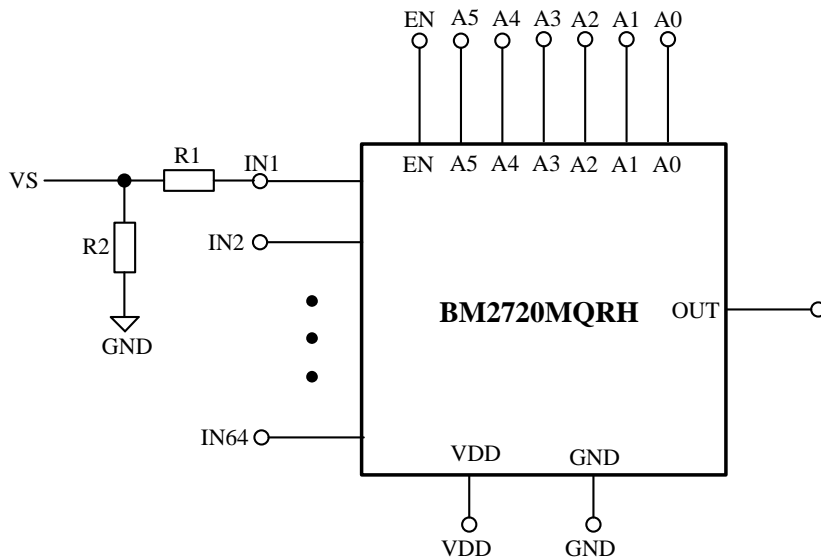 EN A5 A4 A3 A2 A1 A0
EN A5 A4 A3 A2 A1 A0
VS
R1
IN1
R2
IN2
GND
BM2720MQRH
OUT
IN64
VDD
GND
VDD
GND